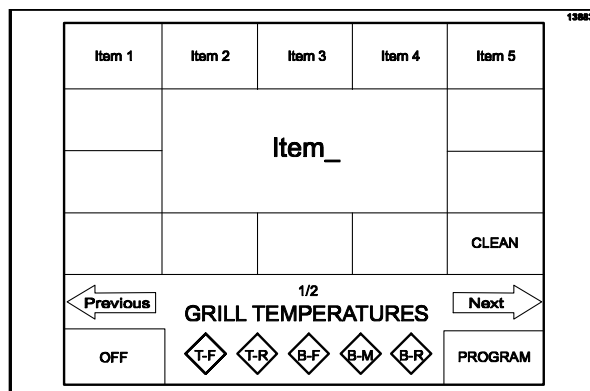 Item 1 Item 2 Item 3 Item 4 Item 5
Item_
CLEAN
Previous 1/2 Next
GRILL TEMPERATURES
OFF T-F T-R B-F B-M B-R PROGRAM